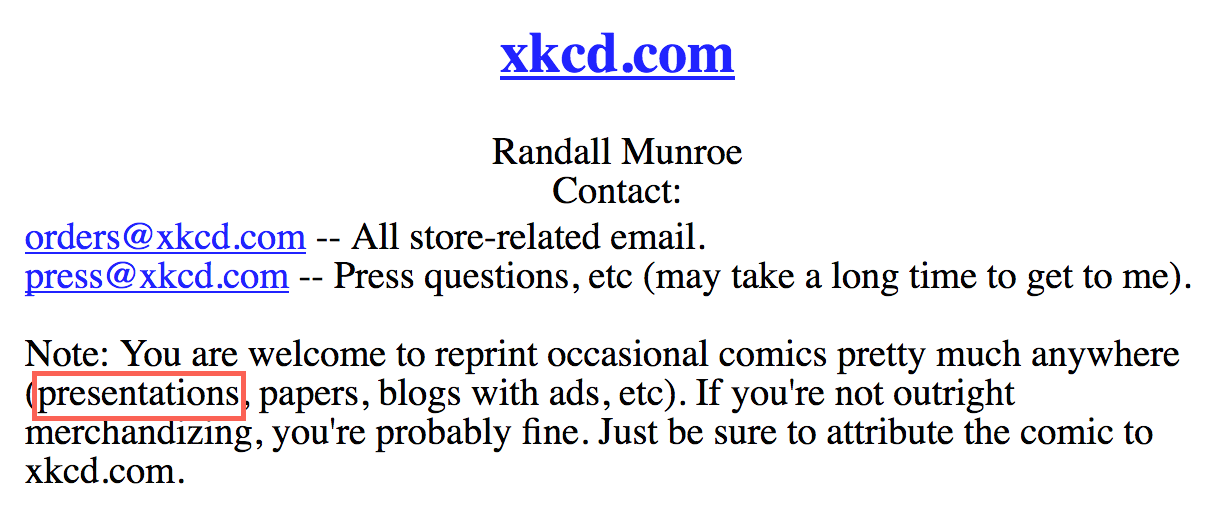 xkcd.com
Randall Munroe
Contact:
orders@xkcd.com -- All store-related email.
press@xkcd.com -- Press questions, etc (may take a long time to get to me).
Note: You are welcome to reprint occasional comics pretty much anywhere
(presentations, papers, blogs with ads, etc). If you're not outright
merchandizing, you're probably fine. Just be sure to attribute the comic to
xkcd.com.